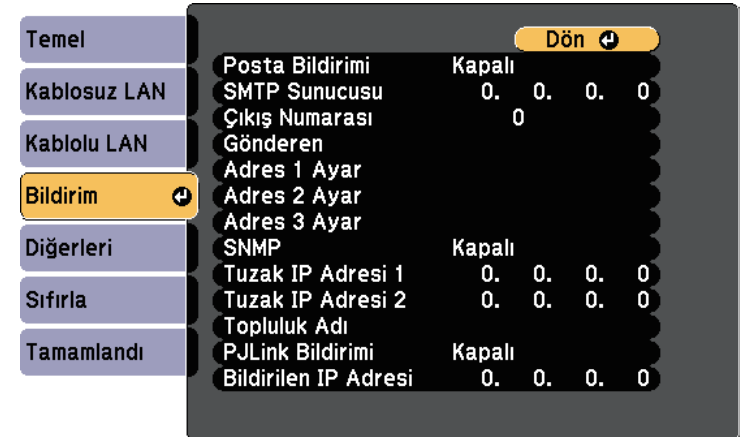 Temel
Kablosuz LAN
Kablolu LAN
Bildirim
Diğerleri
Sıfırla
Tamamlandı
Dön
Posta Bildirimi Kapalı
SMTP Sunucusu 0. 0. 0. 0
Çıkış Numarası 0
Gönderen
Adres 1 Ayar
Adres 2 Ayar
Adres 3 Ayar
SNMP Kapalı
Tuzak IP Adresi 1 0. 0. 0. 0
Tuzak IP Adresi 2 0. 0. 0. 0
Topluluk Adı
PJLink Bildirimi Kapalı
Bildirilen IP Adresi 0. 0. 0. 0